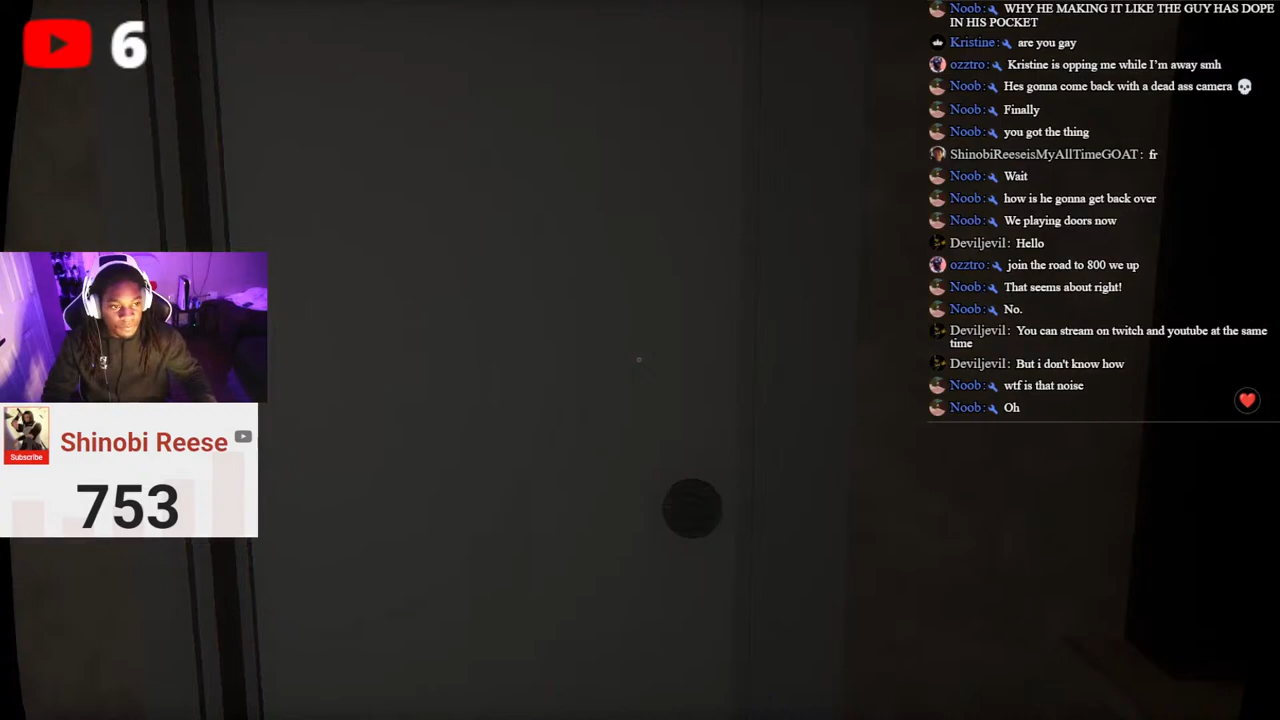 6
Noob: WHY HE MAKING IT LIKE THE GUY HAS DOPE
IN HIS POCKET
Kristine: are you gay
ozztro: Kristine is opping me while I’m away smh
Noob: Hes gonna come back with a dead ass camera 💀
Noob: Finally
Noob: you got the thing
ShinobiReeseisMyAllTimeGOAT: fr
Noob: Wait
Noob: how is he gonna get back over
Noob: We playing doors now
Deviljevil: Hello
ozztro: join the road to 800 we up
Noob: That seems about right!
Noob: No.
Deviljevil: You can stream on twitch and youtube at the same
time
Deviljevil: But i don't know how
Noob: wtf is that noise
Noob: Oh
Shinobi Reese
Subscribe
753